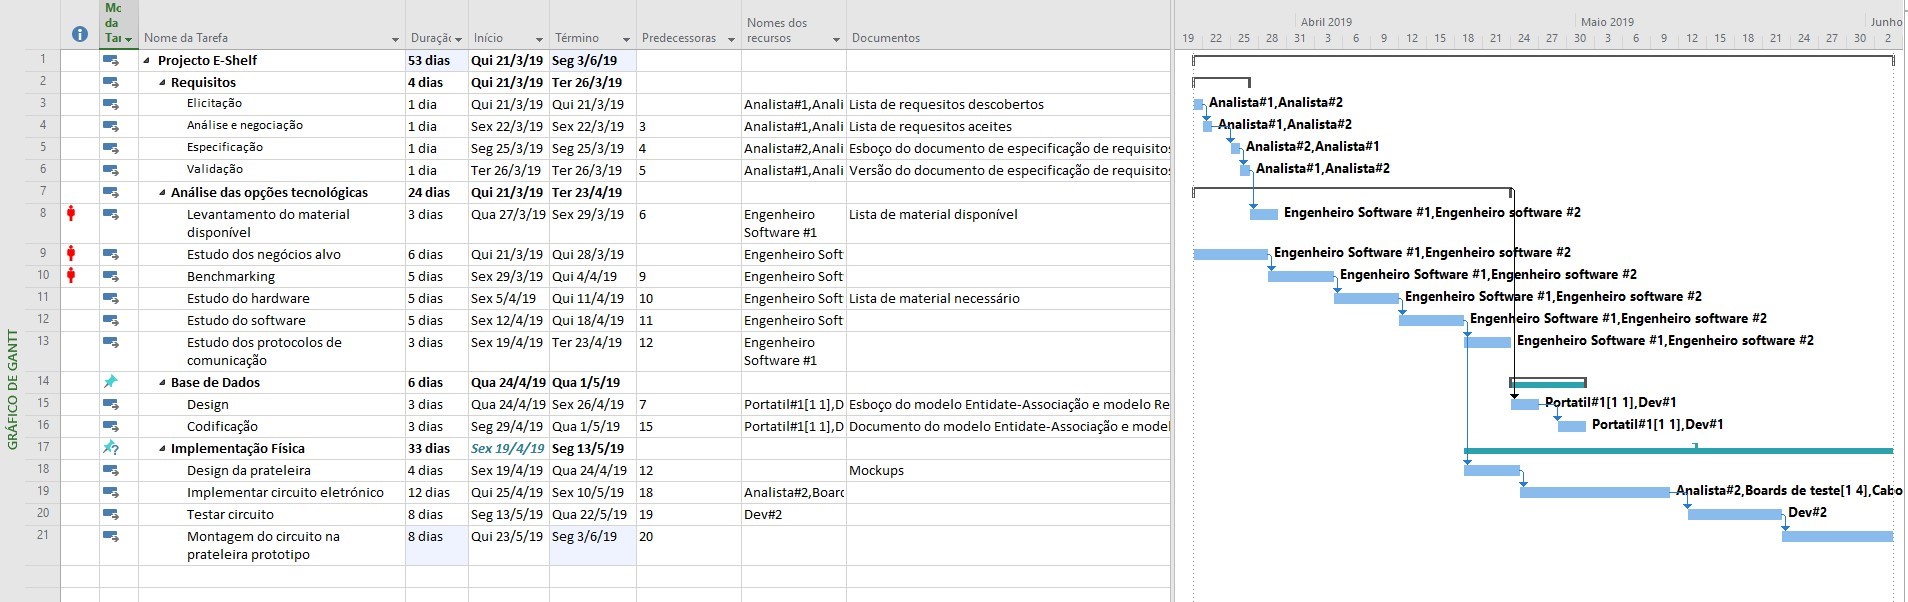 Mc
da
Tar
Nome da Tarefa
Duração
Início
Término
Predecessoras
Nomes dos
recursos
Documentos
Abril 2019 Maio 2019 Junho
19 22 25 28 31 3 6 9 12 15 18 21 24 27 30 3 6 9 12 15 18 21 24 27 30 2
GRÁFICO DE GANTT
1 Projecto E-Shelf 53 dias Qui 21/3/19 Seg 3/6/19
2 Requisitos 4 dias Qui 21/3/19 Ter 26/3/19
3 Elicitação 1 dia Qui 21/3/19 Qui 21/3/19 Analista#1,Anali Lista de requesitos descobertos Analista#1,Analista#2
4 Análise e negociação 1 dia Sex 22/3/19 Sex 22/3/19 3 Analista#1,Anali Lista de requesitos aceites Analista#1,Analista#2
5 Especificação 1 dia Seg 25/3/19 Seg 25/3/19 4 Analista#2,Anali Esboço do documento de especificação de requisitos Analista#2,Analista#1
6 Validação 1 dia Ter 26/3/19 Ter 26/3/19 5 Analista#1,Anali Versão do documento de especificação de requisitos Analista#1,Analista#2
7 Análise das opções tecnológicas 24 dias Qui 21/3/19 Ter 23/4/19
8 Levantamento do material 3 dias Qua 27/3/19 Sex 29/3/19 6 Engenheiro Lista de material disponível Engenheiro Software #1,Engenheiro software #2
disponível Software #1
9 Estudo dos negócios alvo 6 dias Qui 21/3/19 Qui 28/3/19 Engenheiro Soft Engenheiro Software #1,Engenheiro software #2
10 Benchmarking 5 dias Sex 29/3/19 Qui 4/4/19 9 Engenheiro Soft Engenheiro Software #1,Engenheiro software #2
11 Estudo do hardware 5 dias Sex 5/4/19 Qui 11/4/19 10 Engenheiro Soft Lista de material necessário Engenheiro Software #1,Engenheiro software #2
12 Estudo do software 5 dias Sex 12/4/19 Qui 18/4/19 11 Engenheiro Soft Engenheiro Software #1,Engenheiro software #2
13 Estudo dos protocolos de 3 dias Sex 19/4/19 Ter 23/4/19 12 Engenheiro Engenheiro Software #1,Engenheiro software #2
comunicação Software #1
14 Base de Dados 6 dias Qua 24/4/19 Qua 1/5/19
15 Design 3 dias Qua 24/4/19 Sex 26/4/19 7 Portatil#1[1 1],D Esboço do modelo Entidate-Associação e modelo Re Portatil#1[1 1],Dev#1
16 Codificação 3 dias Seg 29/4/19 Qua 1/5/19 15 Portatil#1[1 1],D Documento do modelo Entidate-Associação e model Portatil#1[1 1],Dev#1
17 Implementação Física 33 dias Sex 19/4/19 Seg 13/5/19
18 Design da prateleira 4 dias Sex 19/4/19 Qua 24/4/19 12 Mockups
19 Implementar circuito eletrónico 12 dias Qui 25/4/19 Sex 10/5/19 18 Analista#2,Board Analista#2,Boards de teste[1 4],Cabo
20 Testar circuito 8 dias Seg 13/5/19 Qua 22/5/19 19 Dev#2 Dev#2
21 Montagem do circuito na 8 dias Qui 23/5/19 Seg 3/6/19 20
prateleira prototipo